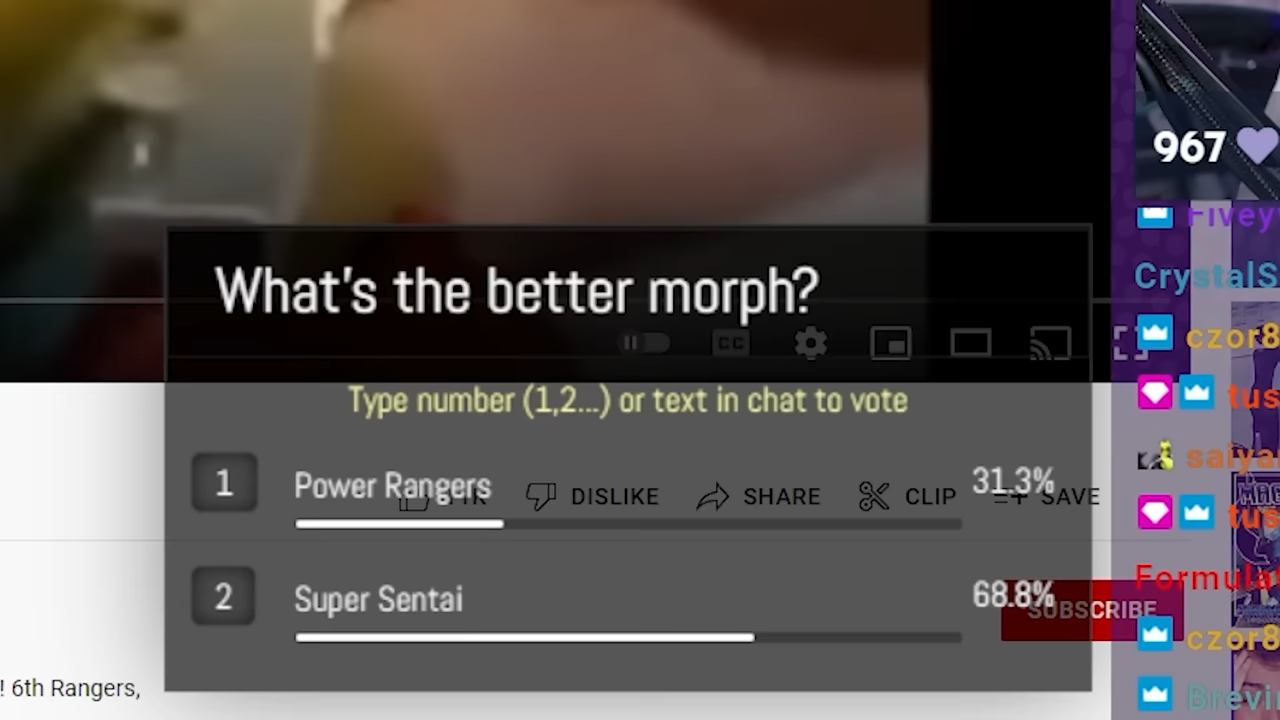 967
What's the better morph?
CC
Type number (1,2...) or text in chat to vote
1 Power Rangers 31.3%
DISLIKE SHARE CLIP SAVE
2 Super Sentai 68.8%
SUBSCRIBE
! 6th Rangers,
Fivey
CrystalS
czor8
tus
saiya
tus
Formula
czor8
Brevi